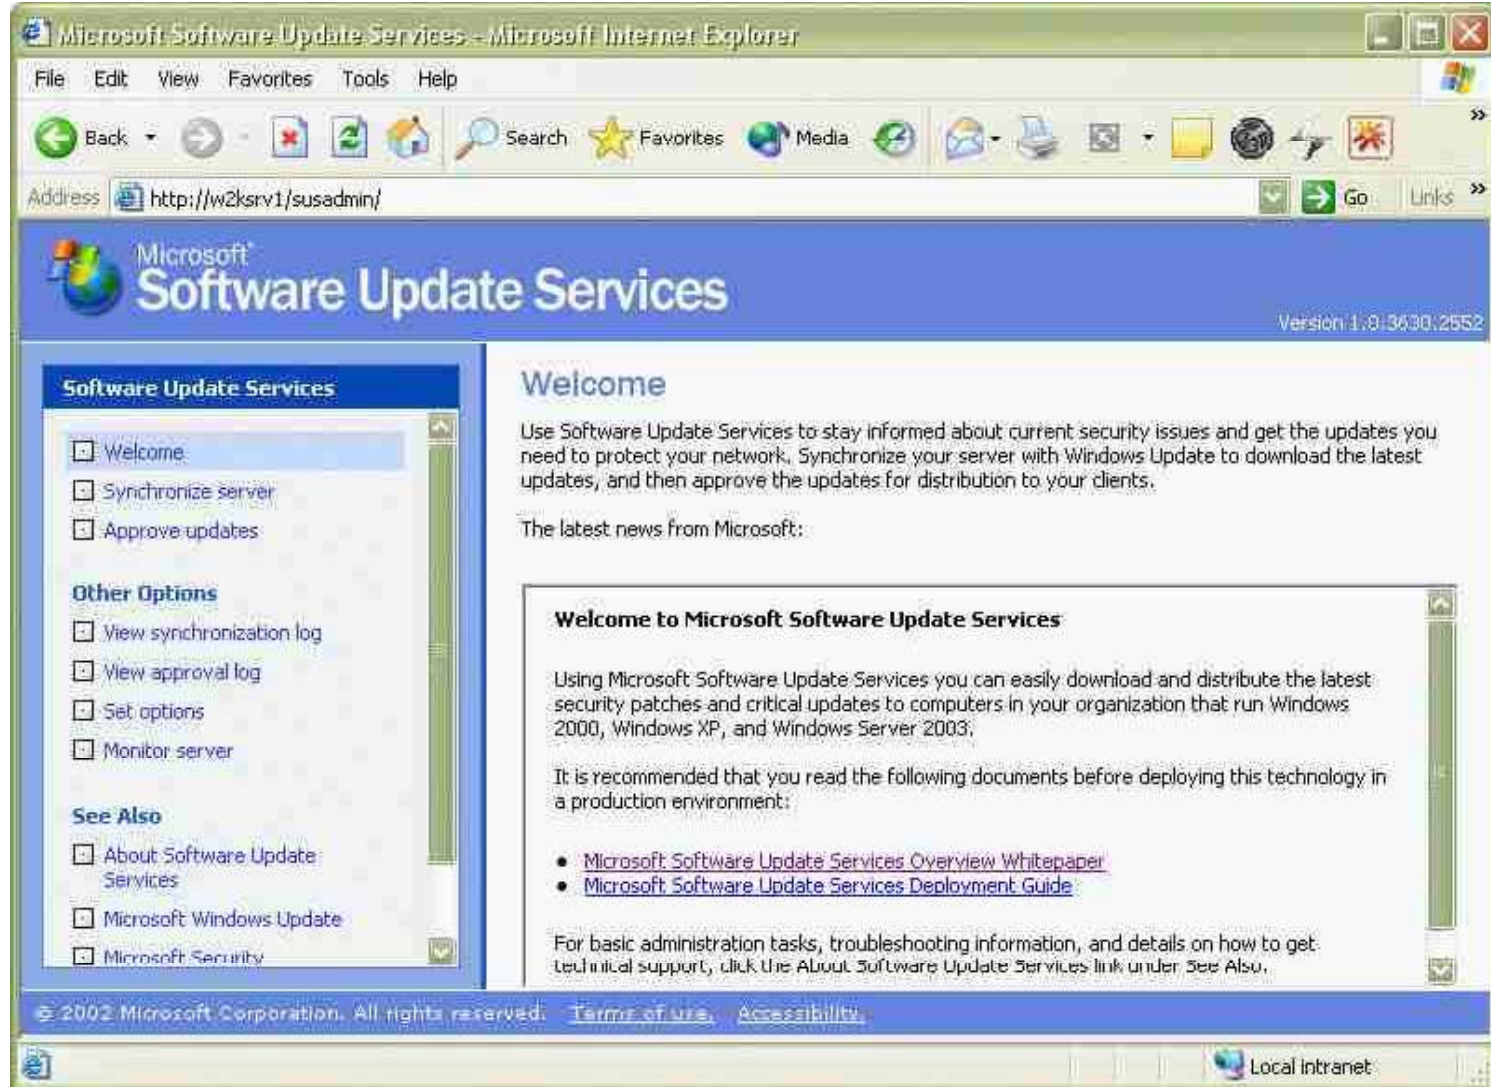 Microsoft Software Update Services - Microsoft Internet Explorer
File Edit View Favorites Tools Help
Back Search Favorites Media »
Address http://w2ksrv1/susadmin/ Go Links »
Microsoft®
Software Update Services
Version 1.0.3630.2552
Software Update Services
Welcome
Synchronize server
Approve updates
Other Options
View synchronization log
View approval log
Set options
Monitor server
See Also
About Software Update
Services
Microsoft Windows Update
Microsoft Security
Welcome
Use Software Update Services to stay informed about current security issues and get the updates you
need to protect your network. Synchronize your server with Windows Update to download the latest
updates, and then approve the updates for distribution to your clients.
The latest news from Microsoft:
Welcome to Microsoft Software Update Services
Using Microsoft Software Update Services you can easily download and distribute the latest
security patches and critical updates to computers in your organization that run Windows
2000, Windows XP, and Windows Server 2003.
It is recommended that you read the following documents before deploying this technology in
a production environment:
• Microsoft Software Update Services Overview Whitepaper
• Microsoft Software Update Services Deployment Guide
For basic administration tasks, troubleshooting information, and details on how to get
technical support, click the About Software Update Services link under See Also.
© 2002 Microsoft Corporation. All rights reserved. Terms of use. Accessibility.
Local intranet